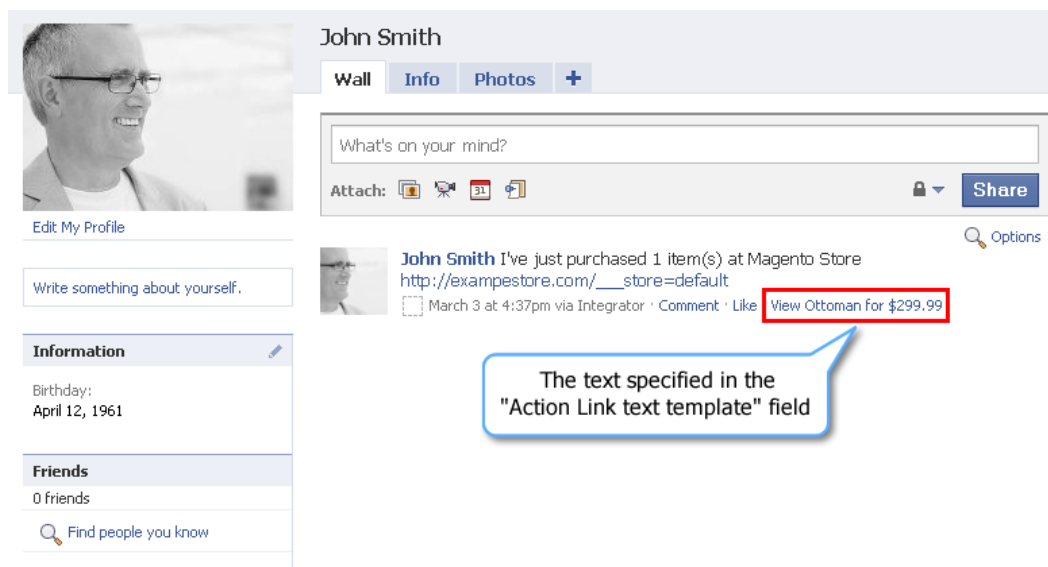 John Smith
Wall Info Photos +
What's on your mind?
Attach: 31 Share
Edit My Profile
Options
John Smith I've just purchased 1 item(s) at Magento Store
http://exampestore.com/___store=default
March 3 at 4:37pm via Integrator · Comment · Like View Ottoman for $299.99
Write something about yourself.
Information
The text specified in the
"Action Link text template" field
Birthday:
April 12, 1961
Friends
0 friends
Find people you know